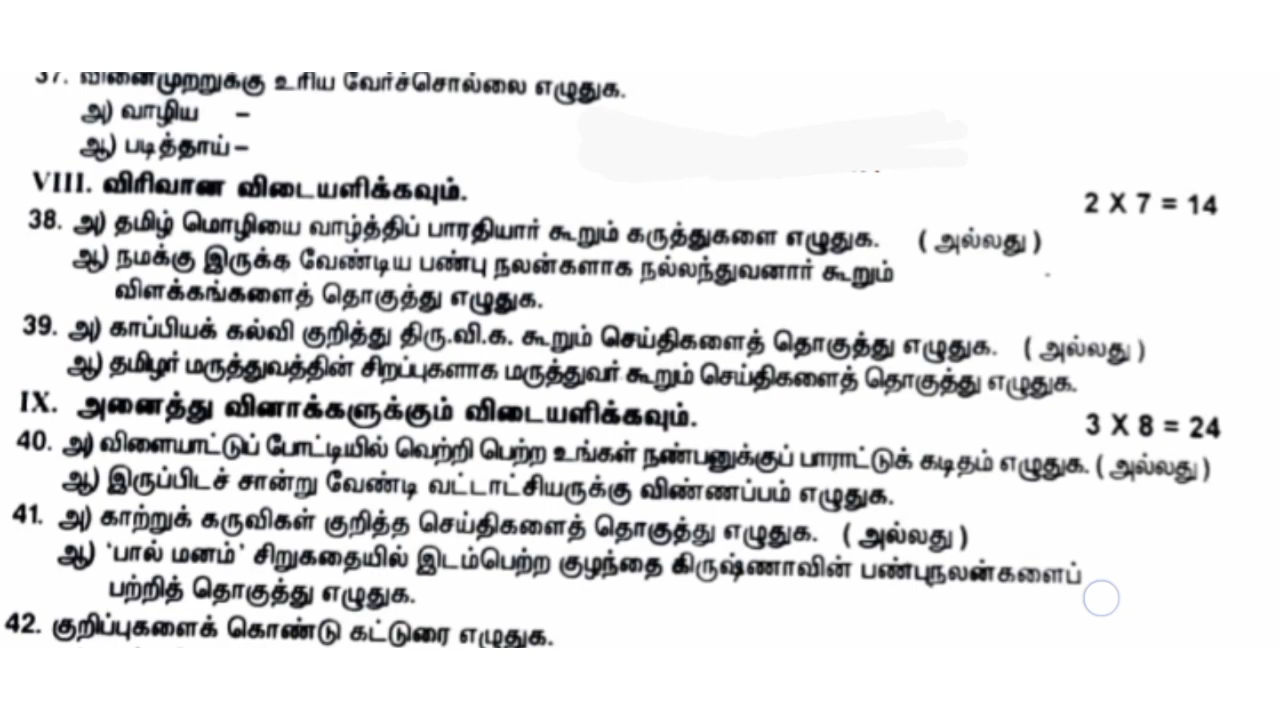 37. வினைமுற்றுக்கு உரிய வேர்ச்சொல்லை எழுதுக.
அ) வாழிய –
ஆ) படித்தாய் –
VIII. விரிவான விடையளிக்கவும். 2 X 7 = 14
38. அ) தமிழ் மொழியை வாழ்த்திப் பாரதியார் கூறும் கருத்துகளை எழுதுக. ( அல்லது )
ஆ) நமக்கு இருக்க வேண்டிய பண்பு நலன்களாக நல்லந்துவனார் கூறும்
விளக்கங்களைத் தொகுத்து எழுதுக.
39. அ) காப்பியக் கல்வி குறித்து திரு.வி.க. கூறும் செய்திகளைத் தொகுத்து எழுதுக. ( அல்லது )
ஆ) தமிழர் மருத்துவத்தின் சிறப்புகளாக மருத்துவர் கூறும் செய்திகளைத் தொகுத்து எழுதுக.
IX. அனைத்து வினாக்களுக்கும் விடையளிக்கவும். 3 X 8 = 24
40. அ) விளையாட்டுப் போட்டியில் வெற்றி பெற்ற உங்கள் நண்பனுக்குப் பாராட்டுக் கடிதம் எழுதுக. ( அல்லது )
ஆ) இருப்பிடச் சான்று வேண்டி வட்டாட்சியருக்கு விண்ணப்பம் எழுதுக.
41. அ) காற்றுக் கருவிகள் குறித்த செய்திகளைத் தொகுத்து எழுதுக. ( அல்லது )
ஆ) 'பால் மனம்' சிறுகதையில் இடம்பெற்ற குழந்தை கிருஷ்ணாவின் பண்புநலன்களைப்
பற்றித் தொகுத்து எழுதுக.
42. குறிப்புகளைக் கொண்டு கட்டுரை எழுதுக.